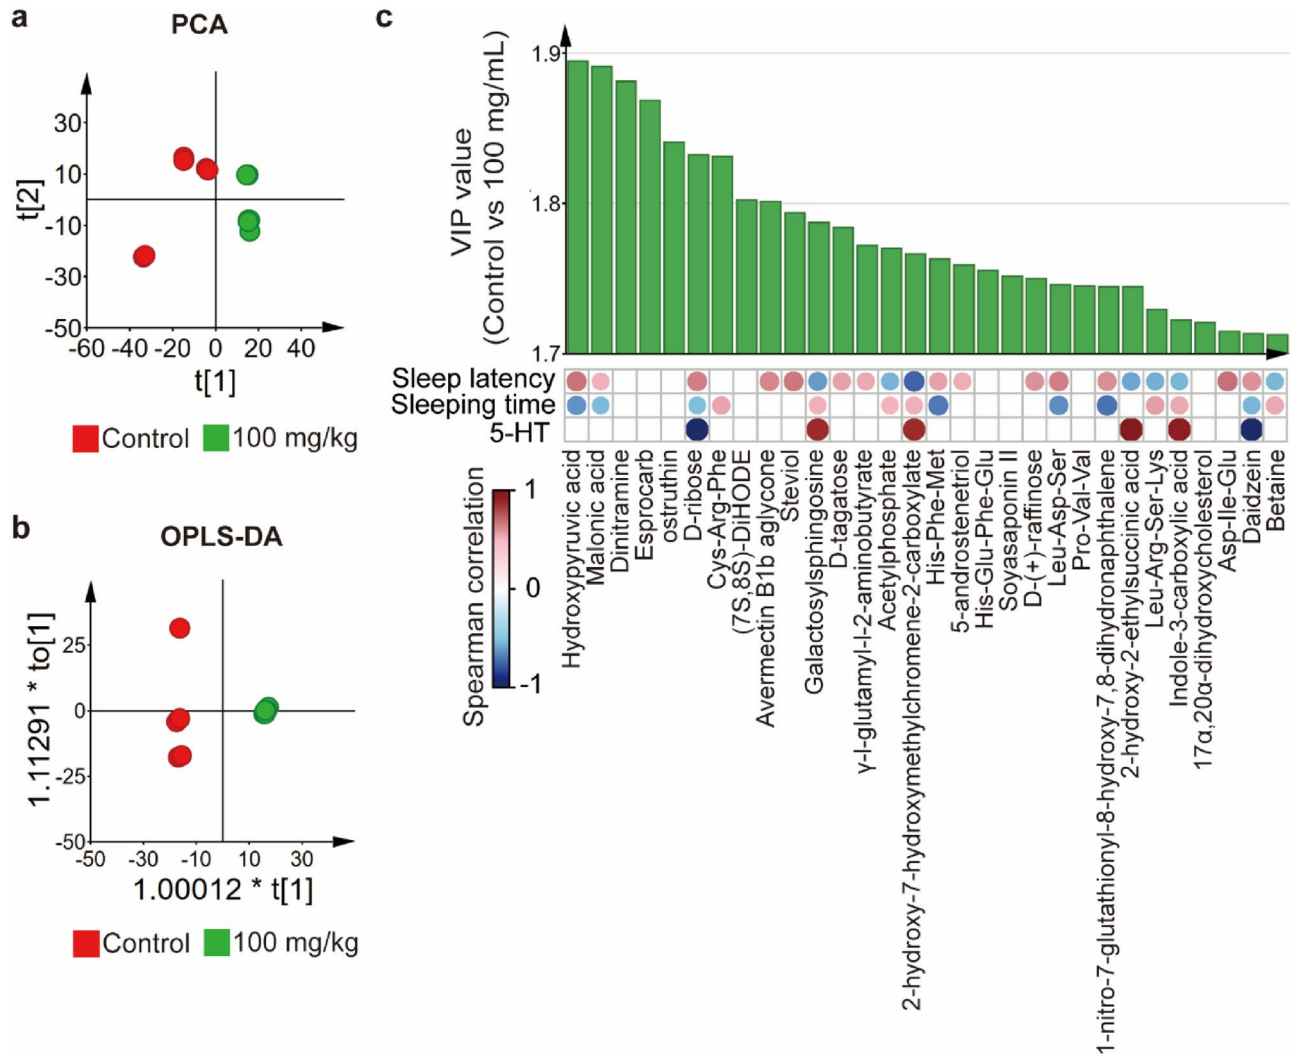 a
PCA
30
10
-10
-30
-50
t[2]
-60 -40 -20 0 20 40
t[1]
Control 100 mg/kg
b
OPLS-DA
25
0
-25
-50
1.11291 * to[1]
-50 -30 -10 10 30
1.00012 * t[1]
Control 100 mg/kg
c
VIP value
(Control vs 100 mg/mL)
1.9
1.8
1.7
Sleep latency
Sleeping time
5-HT
Spearman correlation
1
0
-1
Hydroxypyruvic acid
Malonic acid
Dinitramine
Esprocarb
ostruthin
D-ribose
Cys-Arg-Phe
(7S,8S)-DiHODE
Avermectin B1b aglycone
Steviol
Galactosylsphingosine
D-tagatose
γ-l-glutamyl-l-2-aminobutyrate
Acetylphosphate
2-hydroxy-7-hydroxymethylchromene-2-carboxylate
His-Phe-Met
5-androstenetriol
His-Glu-Phe-Glu
Soyasaponin II
D-(+)-raffinose
Leu-Asp-Ser
Pro-Val-Val
1-nitro-7-glutathionyl-8-hydroxy-7,8-dihydronaphthalene
2-hydroxy-2-ethylsuccinic acid
Leu-Arg-Ser-Lys
Indole-3-carboxylic acid
17α,20α-dihydroxycholesterol
Asp-Ile-Glu
Daidzein
Betaine